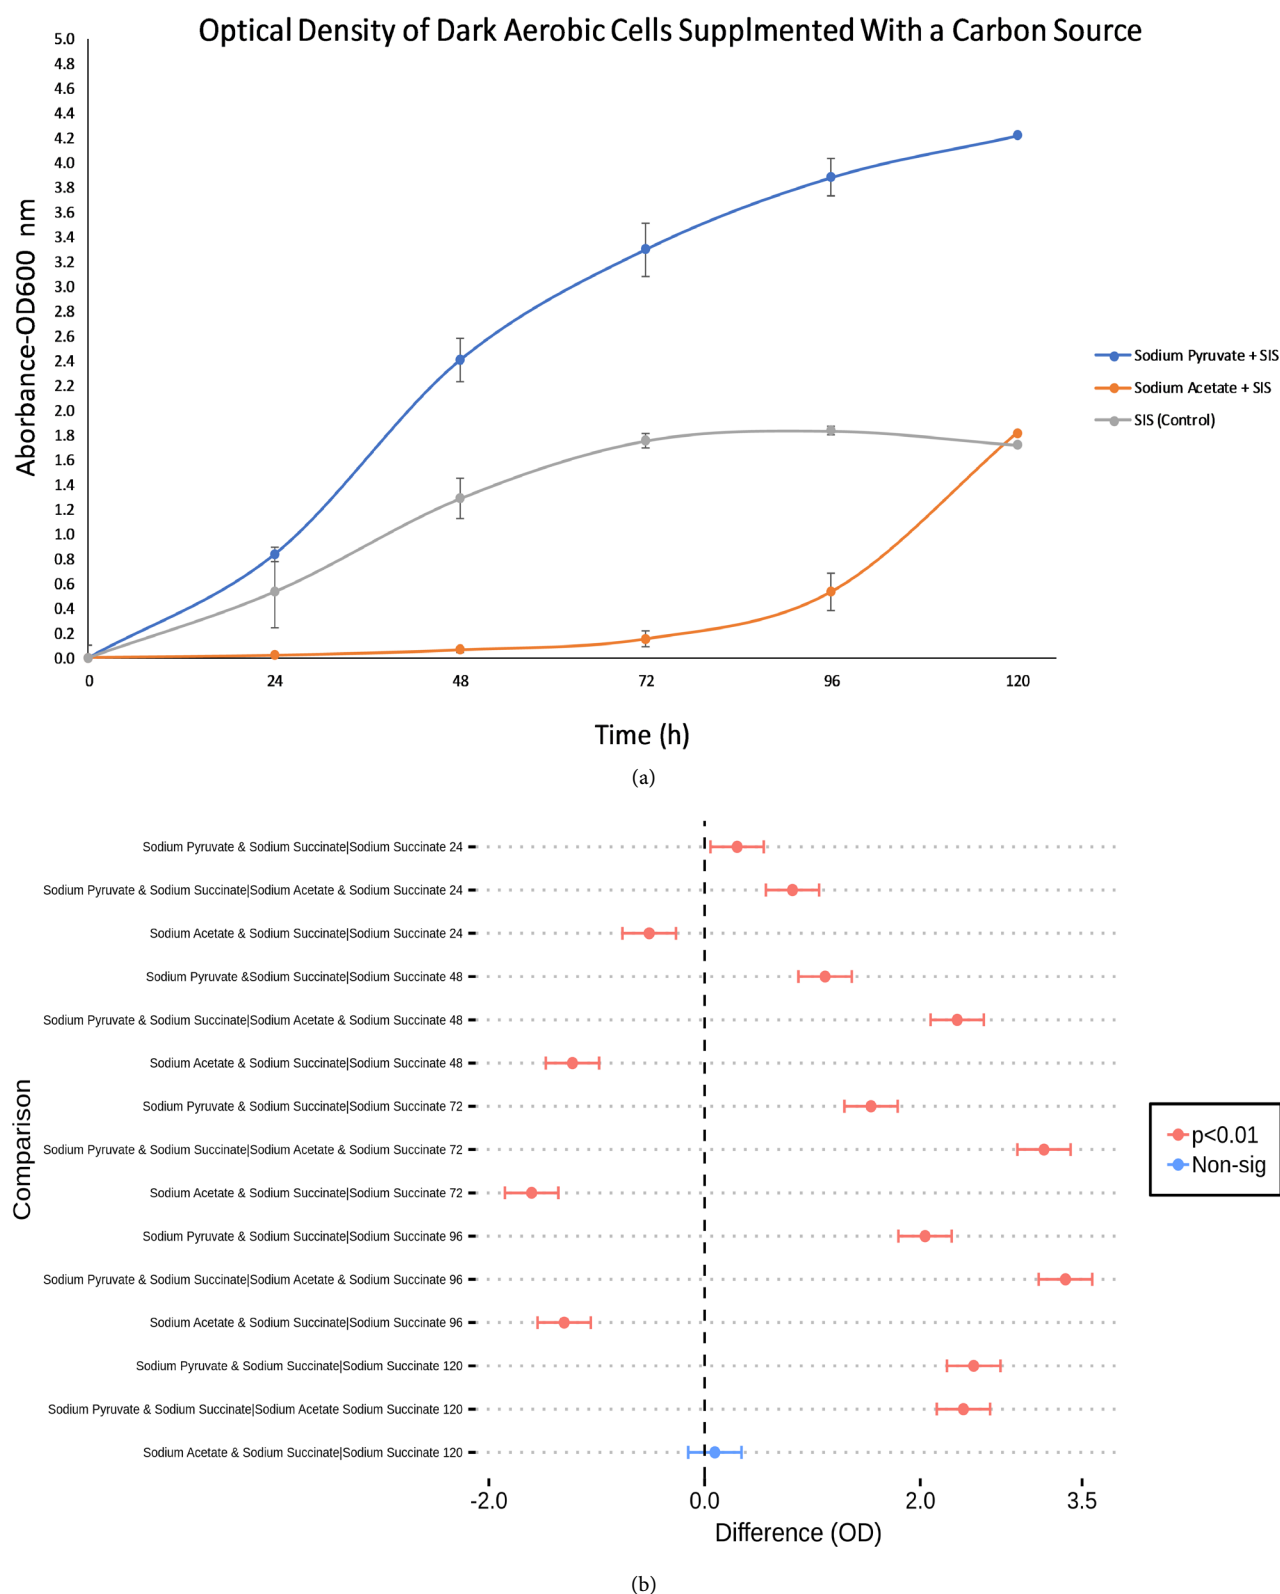 Optical Density of Dark Aerobic Cells Supplmented With a Carbon Source
5.0
4.8
4.6
4.4
4.2
4.0
3.8
3.6
3.4
3.2
3.0
2.8
2.6
2.4
2.2
2.0
1.8
1.6
1.4
1.2
1.0
0.8
0.6
0.4
0.2
0.0
Aborbance-OD600 nm
0 24 48 72 96 120
Time (h)
Sodium Pyruvate + SIS
Sodium Acetate + SIS
SIS (Control)
(a)
Comparison
Sodium Pyruvate & Sodium Succinate|Sodium Succinate 24
Sodium Pyruvate & Sodium Succinate|Sodium Acetate & Sodium Succinate 24
Sodium Acetate & Sodium Succinate|Sodium Succinate 24
Sodium Pyruvate &Sodium Succinate|Sodium Succinate 48
Sodium Pyruvate & Sodium Succinate|Sodium Acetate & Sodium Succinate 48
Sodium Acetate & Sodium Succinate|Sodium Succinate 48
Sodium Pyruvate & Sodium Succinate|Sodium Succinate 72
Sodium Pyruvate & Sodium Succinate|Sodium Acetate & Sodium Succinate 72
Sodium Acetate & Sodium Succinate|Sodium Succinate 72
Sodium Pyruvate & Sodium Succinate|Sodium Succinate 96
Sodium Pyruvate & Sodium Succinate|Sodium Acetate & Sodium Succinate 96
Sodium Acetate & Sodium Succinate|Sodium Succinate 96
Sodium Pyruvate & Sodium Succinate|Sodium Succinate 120
Sodium Pyruvate & Sodium Succinate|Sodium Acetate Sodium Succinate 120
Sodium Acetate & Sodium Succinate|Sodium Succinate 120
p<0.01
Non-sig
-2.0 0.0 2.0 3.5
Difference (OD)
(b)